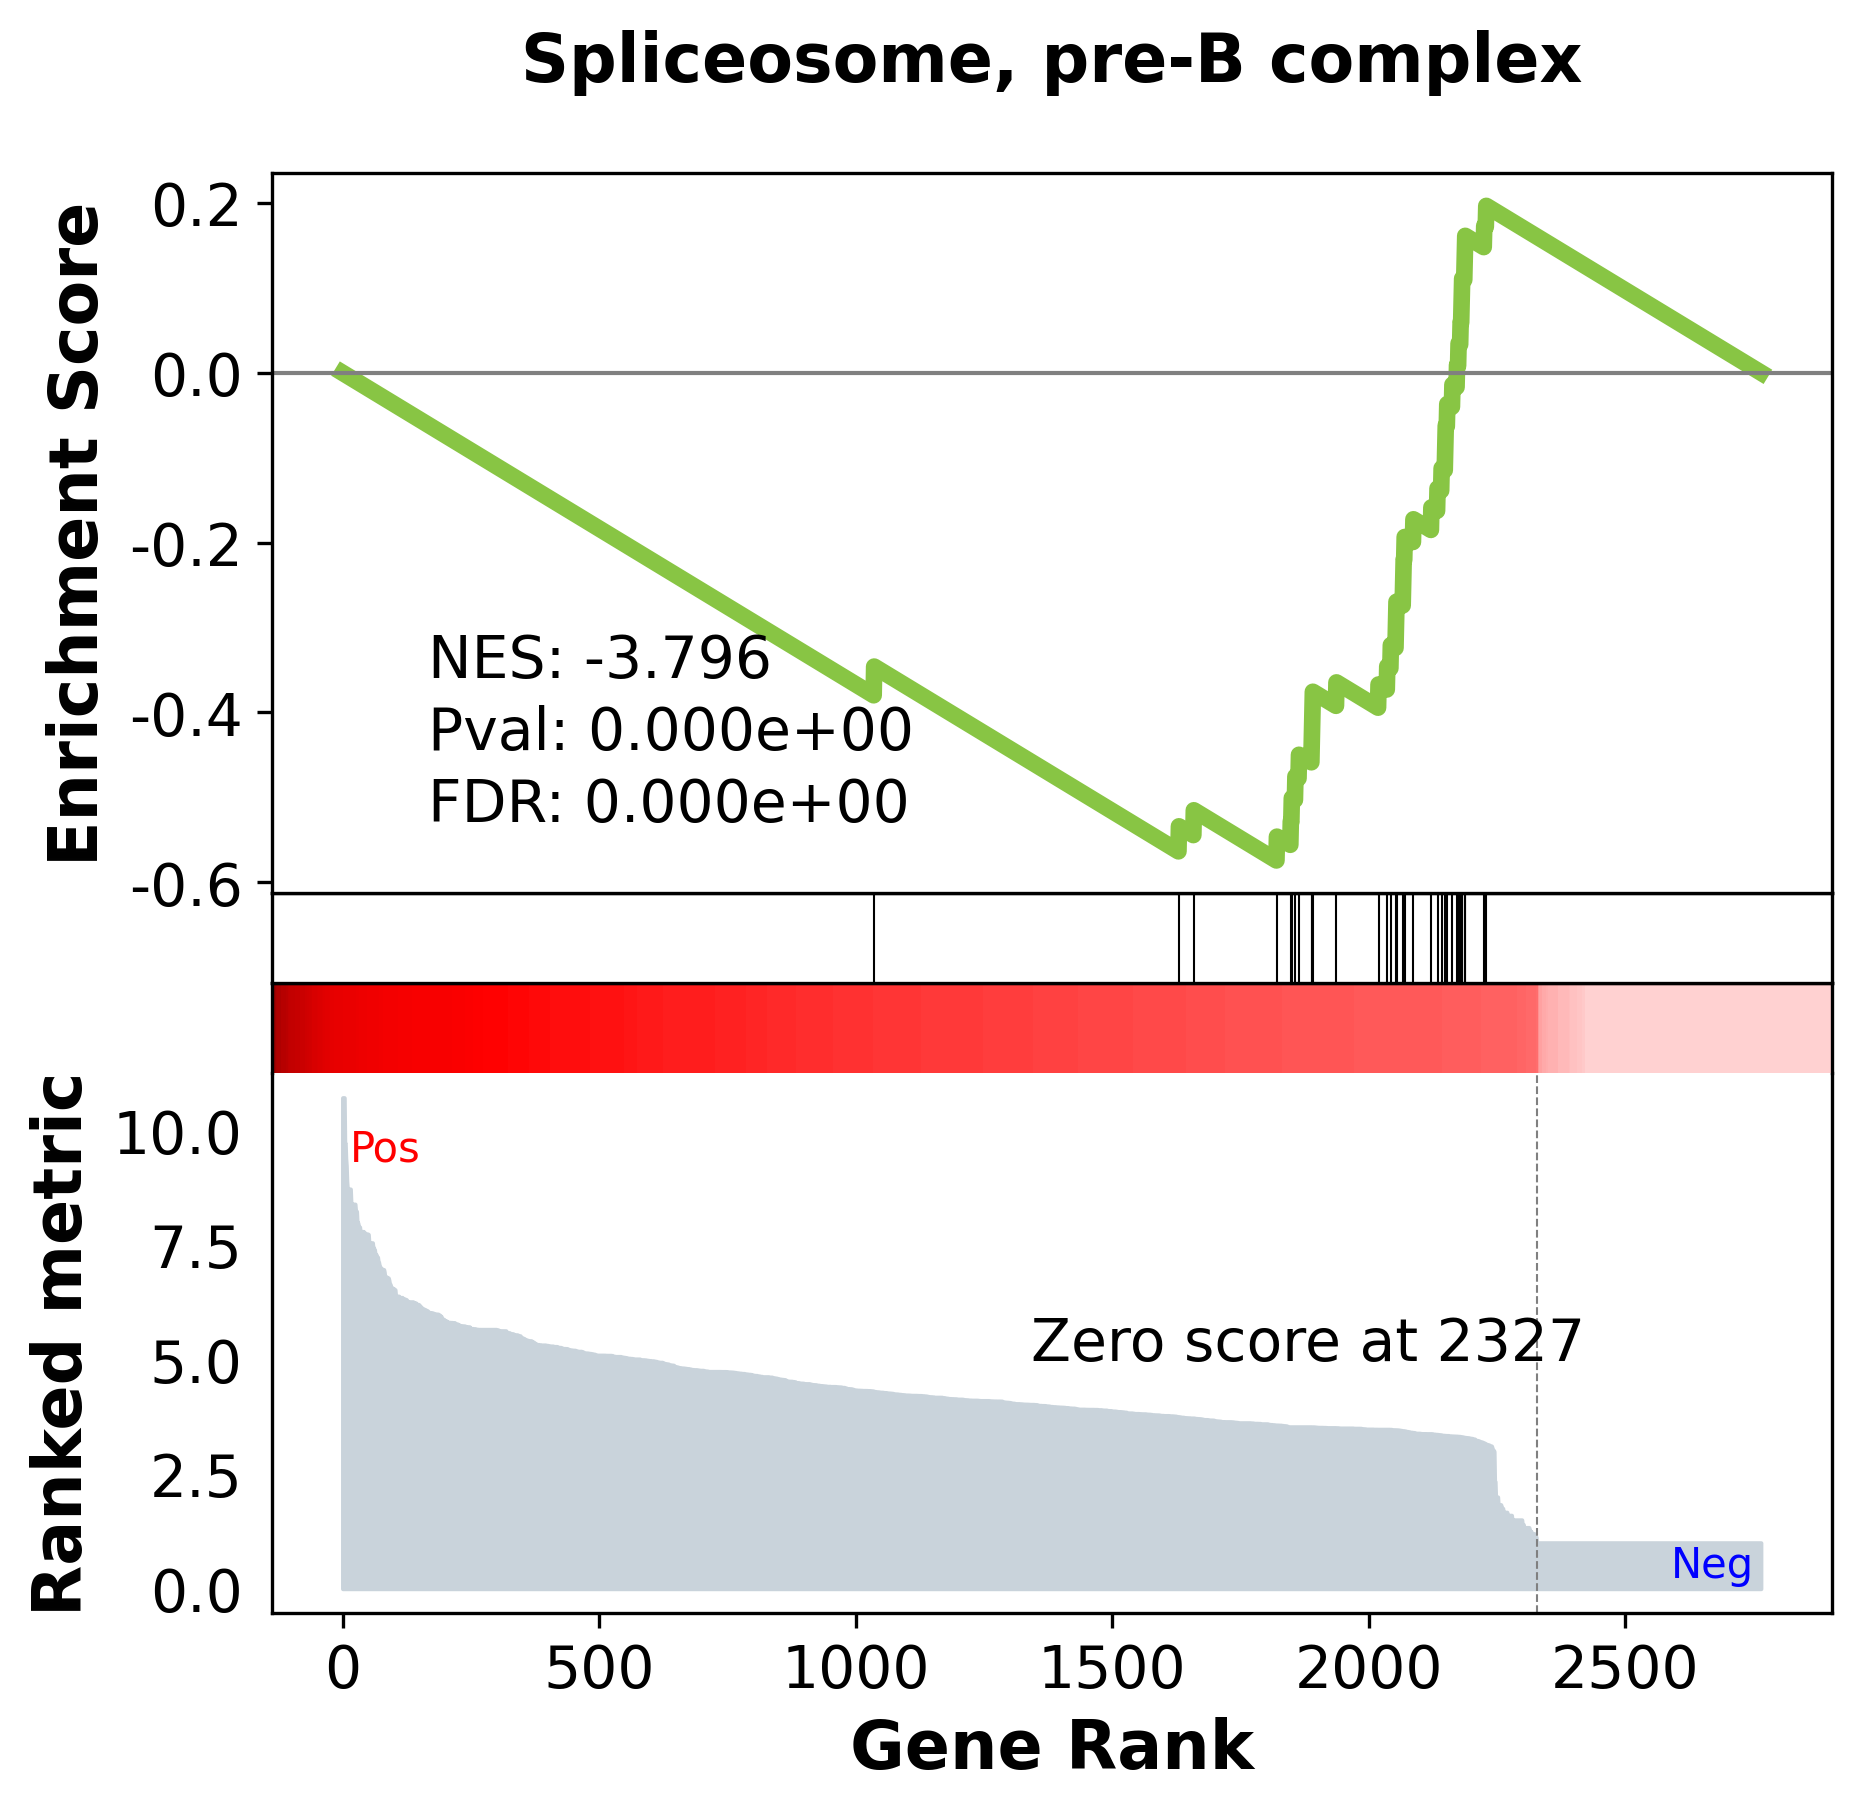 Spliceosome, pre-B complex
Enrichment Score
0.2
0.0
-0.2
-0.4
-0.6
NES: -3.796
Pval: 0.000e+00
FDR: 0.000e+00
Ranked metric
10.0
7.5
5.0
2.5
0.0
Pos
Zero score at 2327
Neg
0 500 1000 1500 2000 2500
Gene Rank